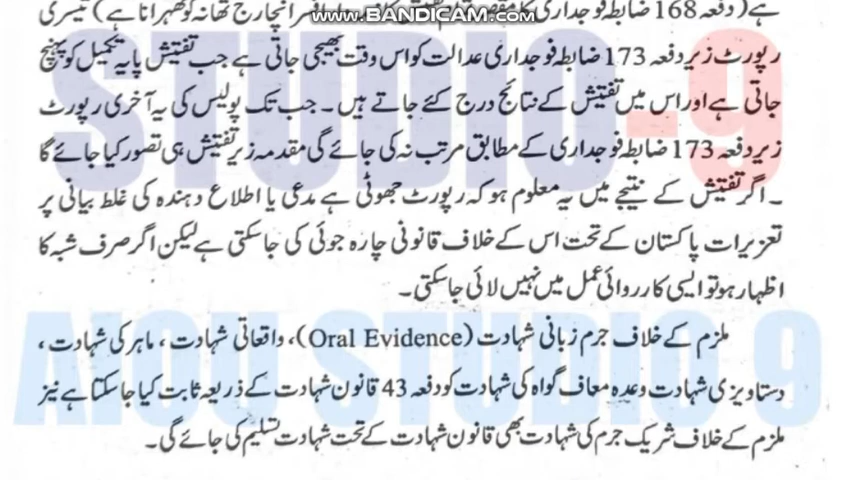 ہے (دفعہ 168 ضابطہ فوجداری کا مقصد
www.BANDICAM.com
افسر انچارج تھانہ کو ٹھہرانا ہے) تیسری
رپورٹ زیر دفعہ 173 ضابطہ فوجداری عدالت کو اس وقت بھیجی جاتی ہے جب تفتیش پایہ تکمیل کو پہنچ
جاتی ہے اور اس میں تفتیش کے نتائج درج کئے جاتے ہیں۔ جب تک پولیس کی یہ آخری رپورٹ
زیر دفعہ 173 ضابطہ فوجداری کے مطابق مرتب نہ کی جائے گی مقدمہ زیر تفتیش ہی تصور کیا جائے گا
۔ اگر تفتیش کے نتیجے میں یہ معلوم ہو کہ رپورٹ جھوٹی ہے مدعی یا اطلاع دہندہ کی غلط بیانی پر
تعزیرات پاکستان کے تحت اس کے خلاف قانونی چارہ جوئی کی جا سکتی ہے لیکن اگر صرف شبہ کا
اظہار ہو تو ایسی کارروائی عمل میں نہیں لائی جا سکتی۔
ملزم کے خلاف جرم زبانی شہادت (Oral Evidence)، واقعاتی شہادت، ماہر کی شہادت،
دستاویزی شہادت وعدہ معاف گواہ کی شہادت کو دفعہ 43 قانون شہادت کے ذریعہ ثابت کیا جا سکتا ہے نیز
ملزم کے خلاف شریک جرم کی شہادت بھی قانون شہادت کے تحت شہادت تسلیم کی جائے گی۔
STUDIO-9
AIOU STUDIO 9